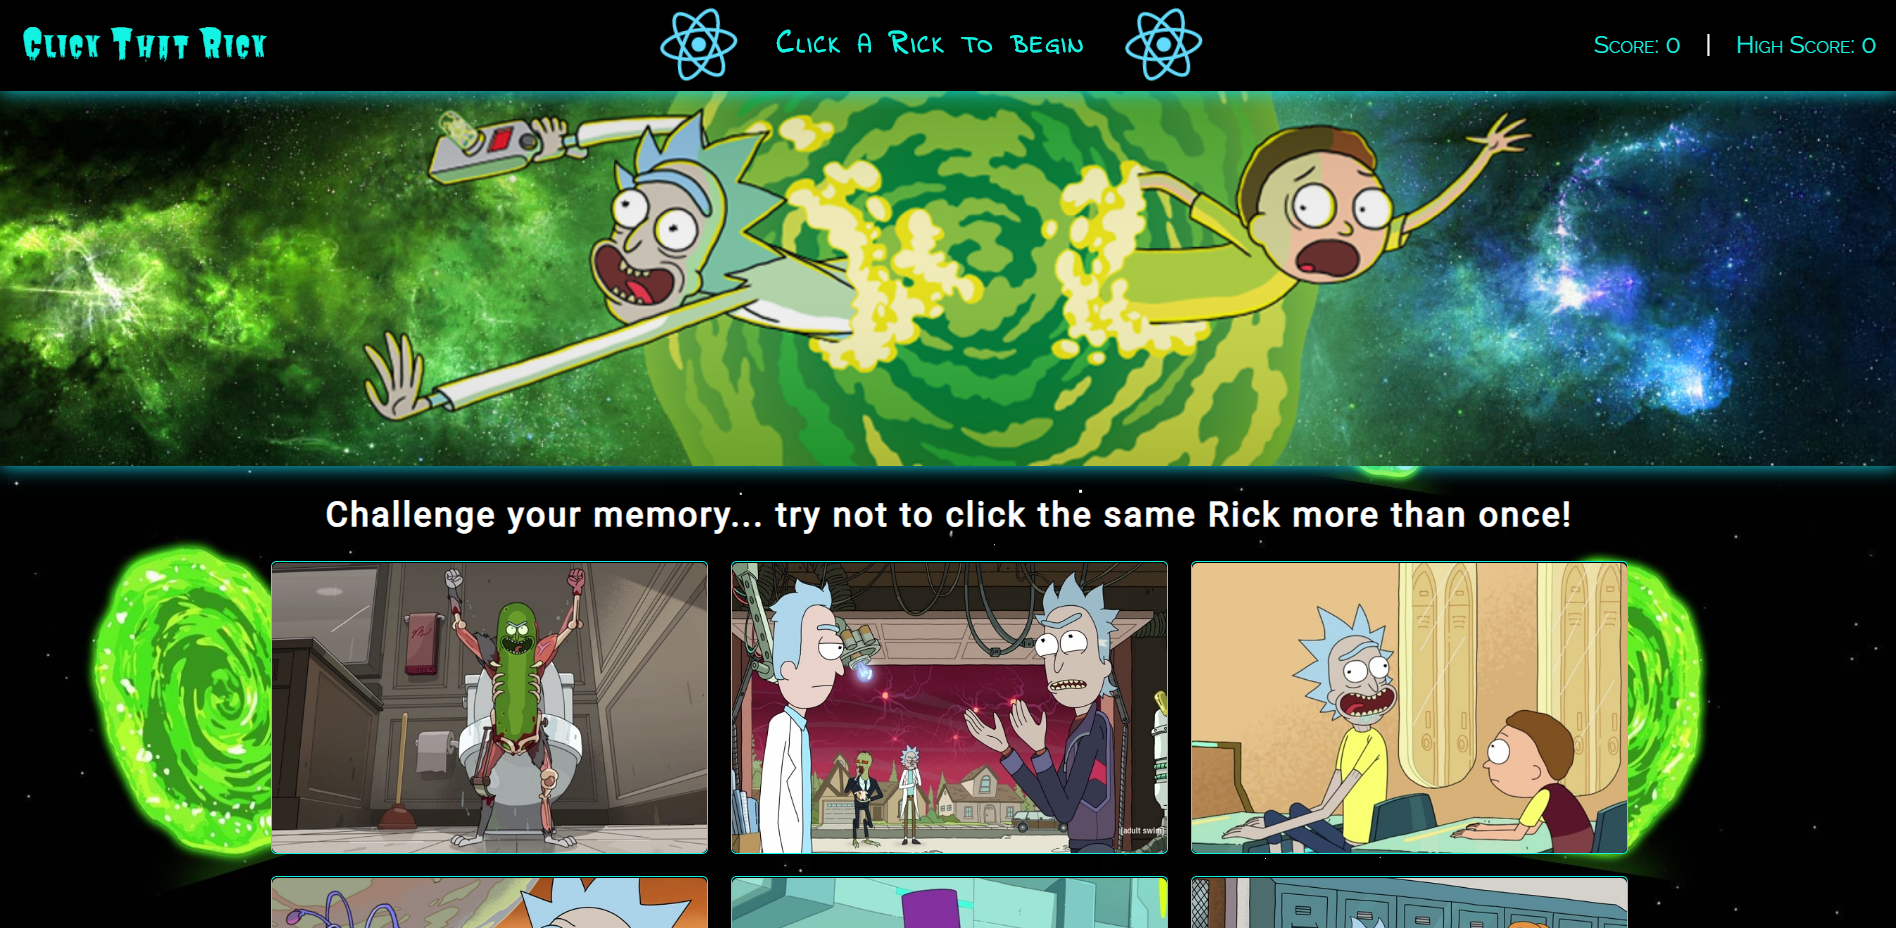 Click That Rick
Click A Rick to begin
Score: 0 | High Score: 0
Challenge your memory... try not to click the same Rick more than once!
[adult swim]